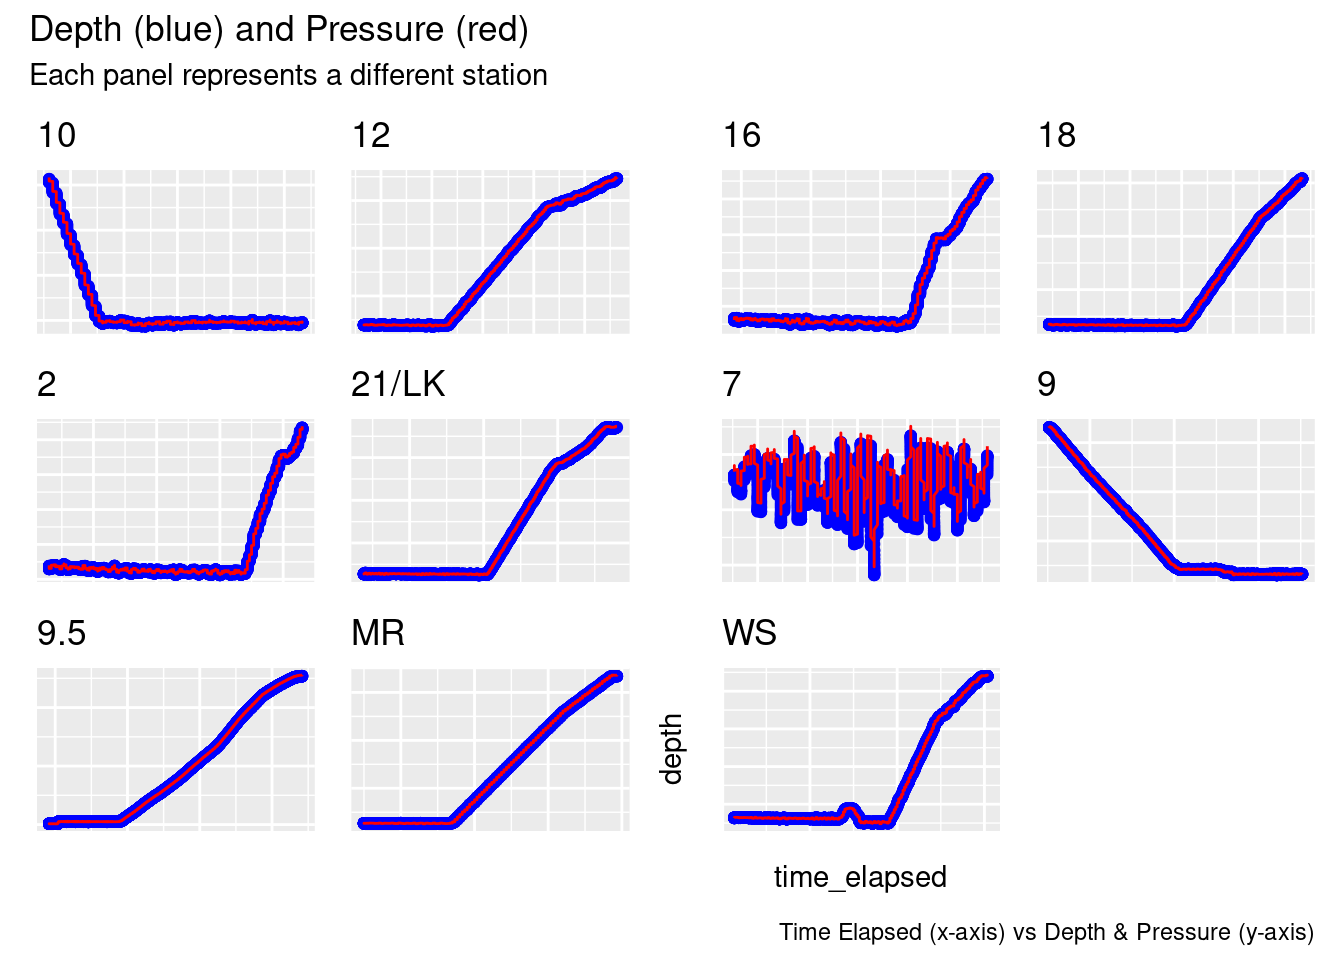 Depth (blue) and Pressure (red)
Each panel represents a different station
10
12
16
18
2
21/LK
7
9
9.5
MR
WS
depth
time_elapsed
Time Elapsed (x-axis) vs Depth & Pressure (y-axis)